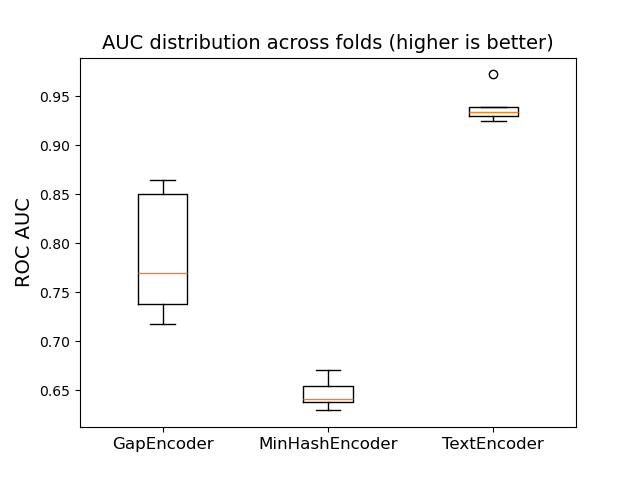 AUC distribution across folds (higher is better)
ROC AUC
0.95
0.90
0.85
0.80
0.75
0.70
0.65
GapEncoder
MinHashEncoder
TextEncoder